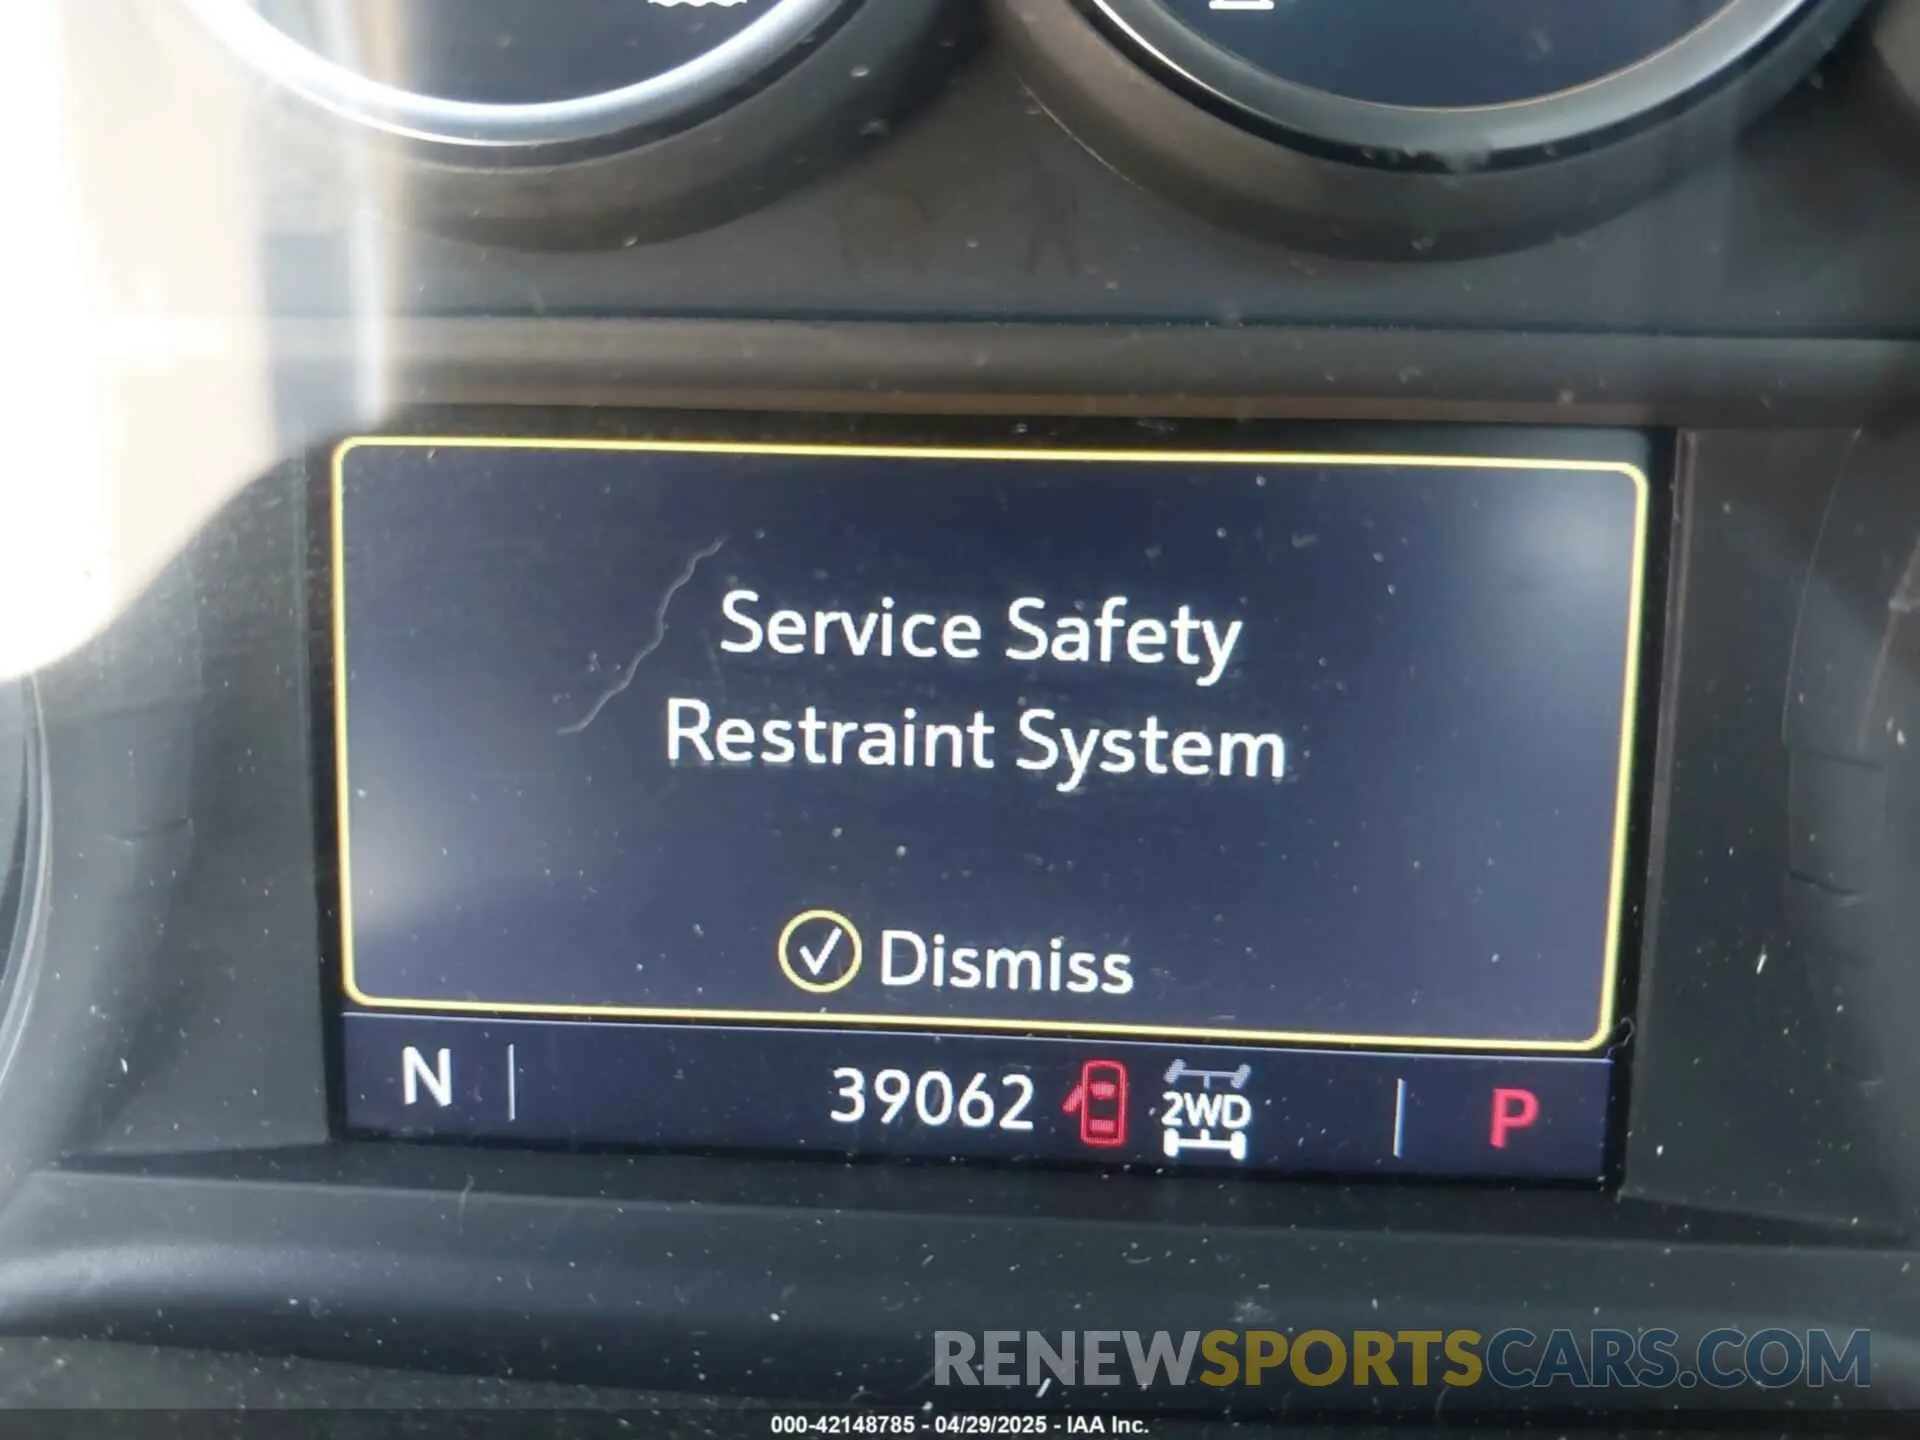 Service Safety
Restraint System
Dismiss
N
39062
2WD
P
RENEWSPORTSCARS.COM
000-42148785 - 04/29/2025 - IAA Inc.